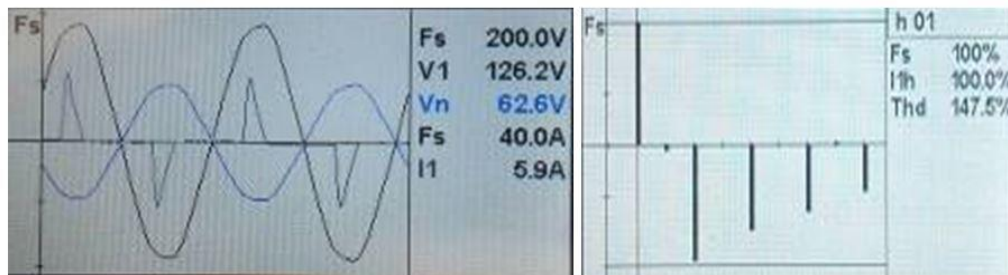 Fs
Fs 200.0V
V1 126.2V
Vn 62.6V
Fs 40.0A
I1 5.9A
Fs
h 01
Fs 100%
I1h 100.0%
Thd 147.5%